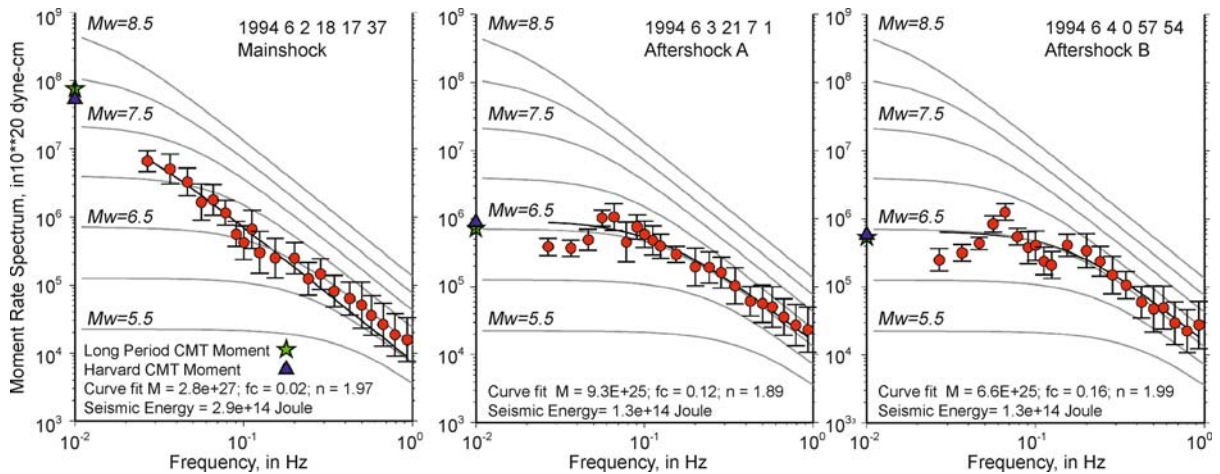 Moment Rate Spectrum, in10**20 dyne-cm
10⁹
10⁸
10⁷
10⁶
10⁵
10⁴
10³
Mw=8.5
1994 6 2 18 17 37
Mainshock
Mw=7.5
Mw=6.5
Mw=5.5
Long Period CMT Moment
Harvard CMT Moment
Curve fit M = 2.8e+27; fc = 0.02; n = 1.97
Seismic Energy = 2.9e+14 Joule
10⁻²
10⁻¹
10⁰
Frequency, in Hz
10⁹
10⁸
10⁷
10⁶
10⁵
10⁴
10³
Mw=8.5
1994 6 3 21 7 1
Aftershock A
Mw=7.5
Mw=6.5
Mw=5.5
Curve fit M = 9.3E+25; fc = 0.12; n = 1.89
Seismic Energy= 1.3e+14 Joule
10⁻²
10⁻¹
10⁰
Frequency, in Hz
10⁹
10⁸
10⁷
10⁶
10⁵
10⁴
10³
Mw=8.5
1994 6 4 0 57 54
Aftershock B
Mw=7.5
Mw=6.5
Mw=5.5
Curve fit M = 6.6E+25; fc = 0.16; n = 1.99
Seismic Energy= 1.3e+14 Joule
10⁻²
10⁻¹
10⁰
Frequency, in Hz